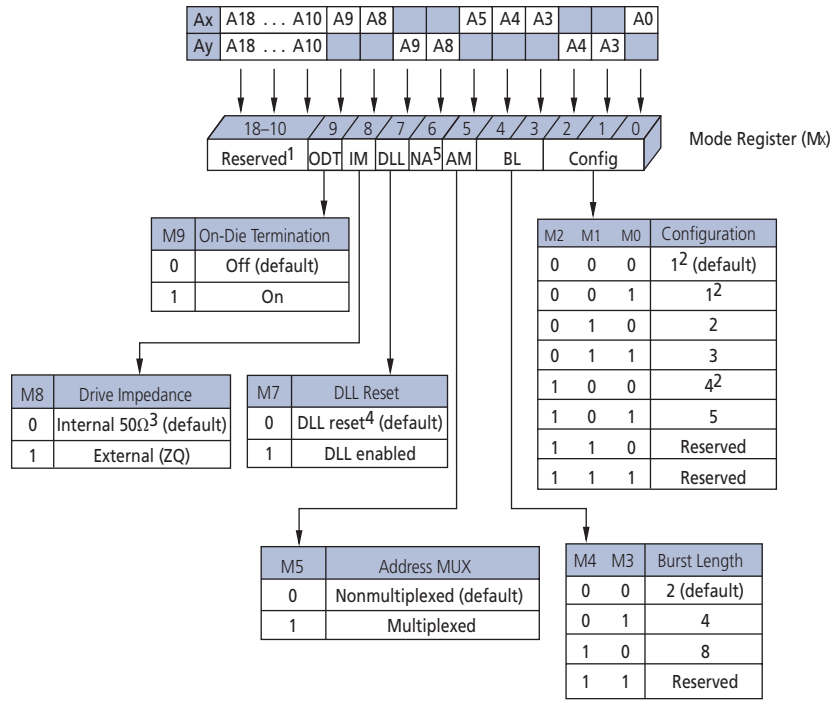 Ax A18 . . . A10 A9 A8 A5 A4 A3 A0
Ay A18 . . . A10 A9 A8 A4 A3
18–10 9 8 7 6 5 4 3 2 1 0
Reserved1 ODT IM DLL NA5 AM BL Config
Mode Register (Mx)
M9 On-Die Termination
0 Off (default)
1 On
M2 M1 M0 Configuration
0 0 0 12 (default)
0 0 1 12
0 1 0 2
0 1 1 3
1 0 0 42
1 0 1 5
1 1 0 Reserved
1 1 1 Reserved
M8 Drive Impedance
0 Internal 50Ω3 (default)
1 External (ZQ)
M7 DLL Reset
0 DLL reset4 (default)
1 DLL enabled
M5 Address MUX
0 Nonmultiplexed (default)
1 Multiplexed
M4 M3 Burst Length
0 0 2 (default)
0 1 4
1 0 8
1 1 Reserved